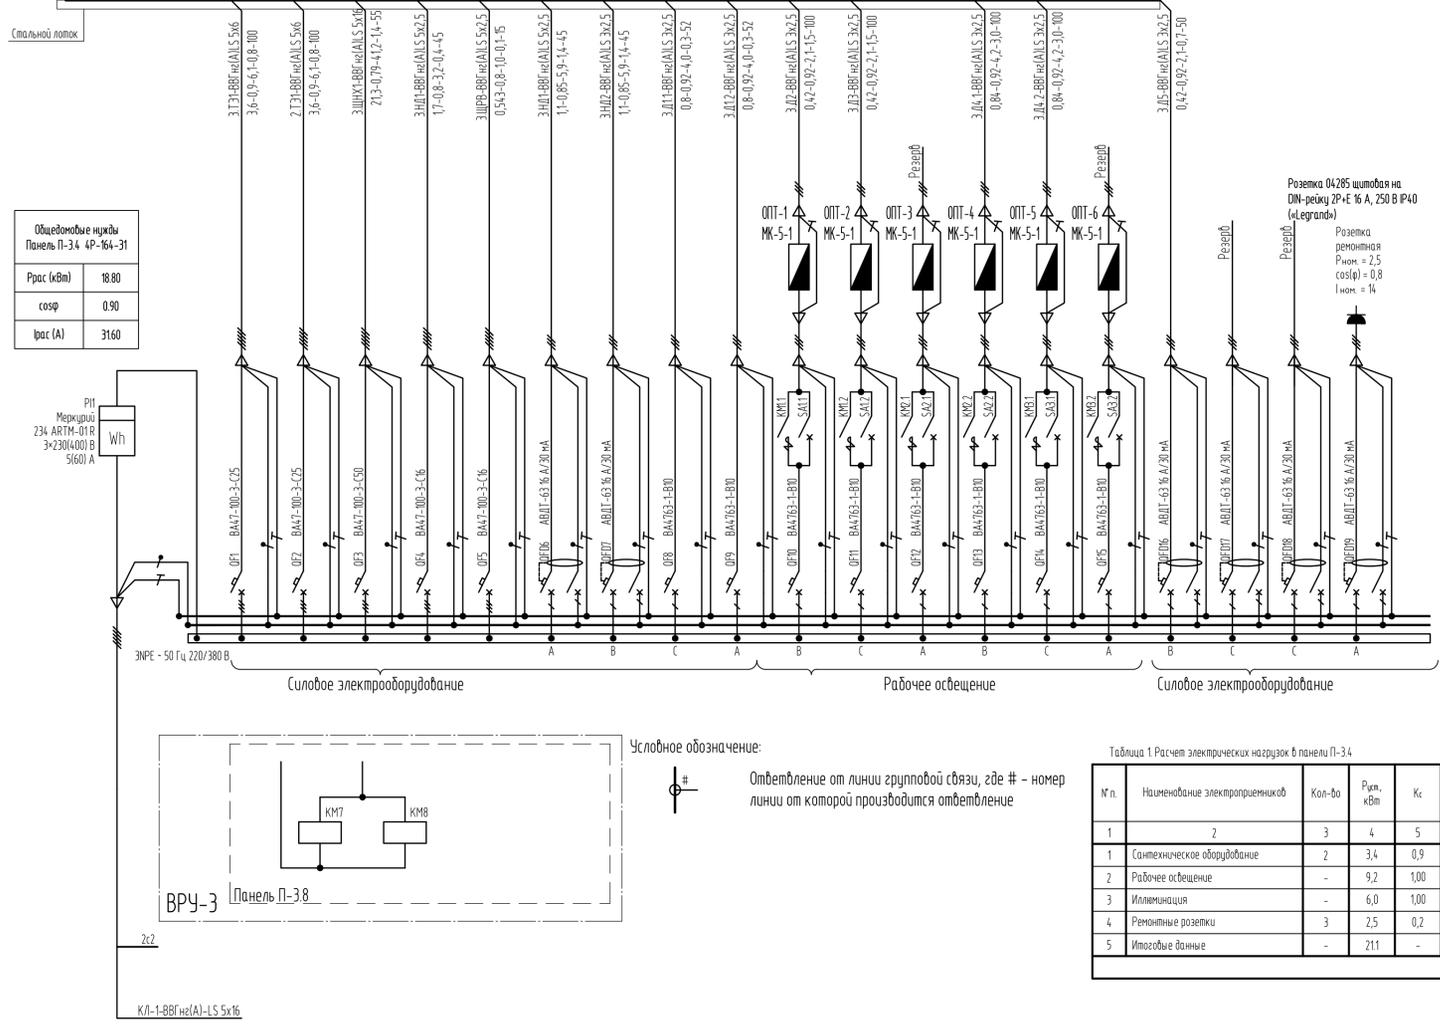 Стальной лоток
3.ТЗ1-ВВГнг(А)LS 5х6
3,6-0,9-6,1-0,8-100
2.ТЗ1-ВВГнг(А)LS 5х6
3,6-0,9-6,1-0,8-100
3.ЩНХ1-ВВГнг(А)LS 5х16
21,3-0,79-41,2-1,4-55
3.НД1-ВВГнг(А)LS 5х2,5
1,7-0,8-3,2-0,4-45
3.ЩРВ-ВВГнг(А)LS 5х2,5
0,543-0,8-1,0-0,1-15
3.НД1-ВВГнг(А)LS 3х2,5
1,1-0,85-5,9-1,4-45
3.НД2-ВВГнг(А)LS 3х2,5
1,1-0,85-5,9-1,4-45
3.Д1.1-ВВГнг(А)LS 3х2,5
0,8-0,92-4,0-0,3-52
3.Д1.2-ВВГнг(А)LS 3х2,5
0,8-0,92-4,0-0,3-52
3.Д2-ВВГнг(А)LS 3х2,5
0,42-0,92-2,1-1,5-100
3.Д3-ВВГнг(А)LS 3х2,5
0,42-0,92-2,1-1,5-100
3.Д4.1-ВВГнг(А)LS 3х2,5
0,84-0,92-4,2-3,0-100
3.Д4.2-ВВГнг(А)LS 3х2,5
0,84-0,92-4,2-3,0-100
3.Д5-ВВГнг(А)LS 3х2,5
0,42-0,92-2,1-0,7-50
Резерв
Резерв
Розетка 04285 щитовая на
DIN-рейку 2Р+Е 16 А, 250 В IP40
(«Legrand»)
Резерв
Резерв
Розетка
ремонтная
Рном. = 2,5
cos(φ) = 0,8
I ном. = 14
ОПТ-1
МК-5-1
ОПТ-2
МК-5-1
ОПТ-3
МК-5-1
ОПТ-4
МК-5-1
ОПТ-5
МК-5-1
ОПТ-6
МК-5-1
Общедомовые нужды
Панель П-3.4 4Р-164-31
Ррас (кВт) 18.80
cosφ 0.90
Iрас (А) 31.60
PI1
Меркурий
234 ARTM-01 R
3×230(400) В
5(60) А
Wh
KM1.1 SA1.1
KM1.2 SA1.2
KM2.1 SA2.1
KM2.2 SA2.2
KM3.1 SA3.1
KM3.2 SA3.2
QF1 ВА47-100-3-С25
QF2 ВА47-100-3-С25
QF3 ВА47-100-3-С50
QF4 ВА47-100-3-С16
QF5 ВА47-100-3-С16
QFD6 АВДТ-63 16 А/30 мА
QFD7 АВДТ-63 16 А/30 мА
QF8 ВА4763-1-В10
QF9 ВА4763-1-В10
QF10 ВА4763-1-В10
QF11 ВА4763-1-В10
QF12 ВА4763-1-В10
QF13 ВА4763-1-В10
QF14 ВА4763-1-В10
QF15 ВА4763-1-В10
QFD16 АВДТ-63 16 А/30 мА
QFD17 АВДТ-63 16 А/30 мА
QFD18 АВДТ-63 16 А/30 мА
QFD19 АВДТ-63 16 А/30 мА
3NPE ~ 50 Гц 220/380 В
A B C A B C A B C A B C C A
Силовое электрооборудование
Рабочее освещение
Силовое электрооборудование
KM7
KM8
ВРУ-3
Панель П-3.8
Условное обозначение:
#
Ответвление от линии групповой связи, где # - номер
линии от которой производится ответвление
Таблица 1. Расчет электрических нагрузок в панели П-3.4
№ п. Наименование электроприемников Кол-во Руст., кВт Кс
1 2 3 4 5
1 Сантехническое оборудование 2 3,4 0,9
2 Рабочее освещение - 9,2 1,00
3 Иллюминация - 6,0 1,00
4 Ремонтные розетки 3 2,5 0,2
5 Итоговые данные - 21.1 -
2с2
КЛ-1-ВВГнг(А)-LS 5х16